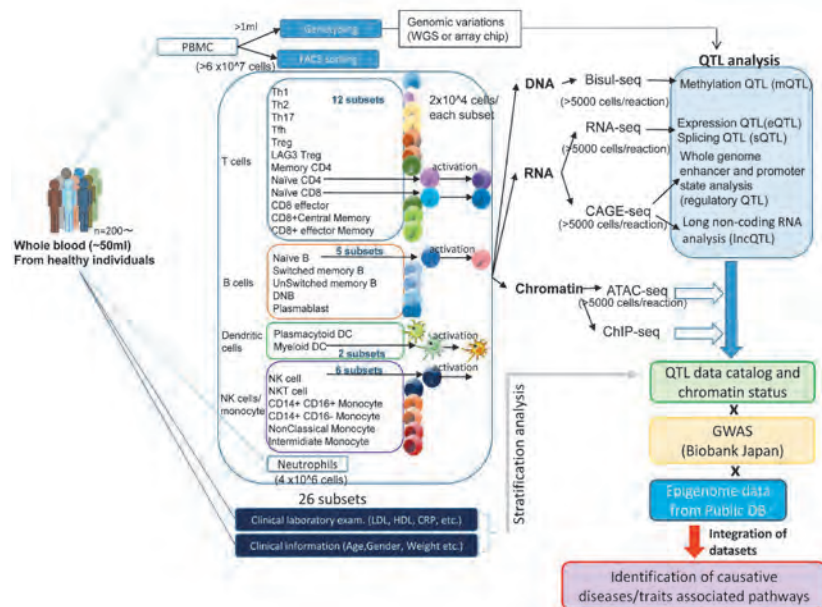 >1ml
Genotyping
Genomic variations
(WGS or array chip)
PBMC
(>6 x10^7 cells)
FACS sorting
QTL analysis
T cells
12 subsets
Th1
Th2
Th17
Tfh
Treg
LAG3 Treg
Memory CD4
Naïve CD4
Naïve CD8
CD8 effector
CD8+Central Memory
CD8+ effector Memory
2x10^4 cells/
each subset
activation
n=200～
Whole blood (~50ml)
From healthy individuals
B cells
5 subsets
Naive B
Switched memory B
UnSwitched memory B
DNB
Plasmablast
activation
Dendritic
cells
Plasmacytoid DC
Myeloid DC
2 subsets
activation
NK cells/
monocyte
6 subsets
NK cell
NKT cell
CD14+ CD16+ Monocyte
CD14+ CD16- Monocyte
NonClassical Monocyte
Intermidiate Monocyte
activation
Neutrophils
(4 x10^6 cells)
26 subsets
Clinical laboratory exam. (LDL, HDL, CRP, etc.)
Clinical information (Age,Gender, Weight etc.)
Stratification analysis
DNA
Bisul-seq
(>5000 cells/reaction)
Methylation QTL (mQTL)
RNA
RNA-seq
(>5000 cells/reaction)
Expression QTL(eQTL)
Splicing QTL (sQTL)
Whole genome
enhancer and promoter
state analysis
(regulatory QTL)
CAGE-seq
(>5000 cells/reaction)
Long non-coding RNA
analysis (lncQTL)
Chromatin
ATAC-seq
(>5000 cells/reaction)
ChIP-seq
QTL data catalog and
chromatin status
x
GWAS
(Biobank Japan)
x
Epigenome data
from Public DB
Integration of
datasets
Identification of causative
diseases/traits associated pathways